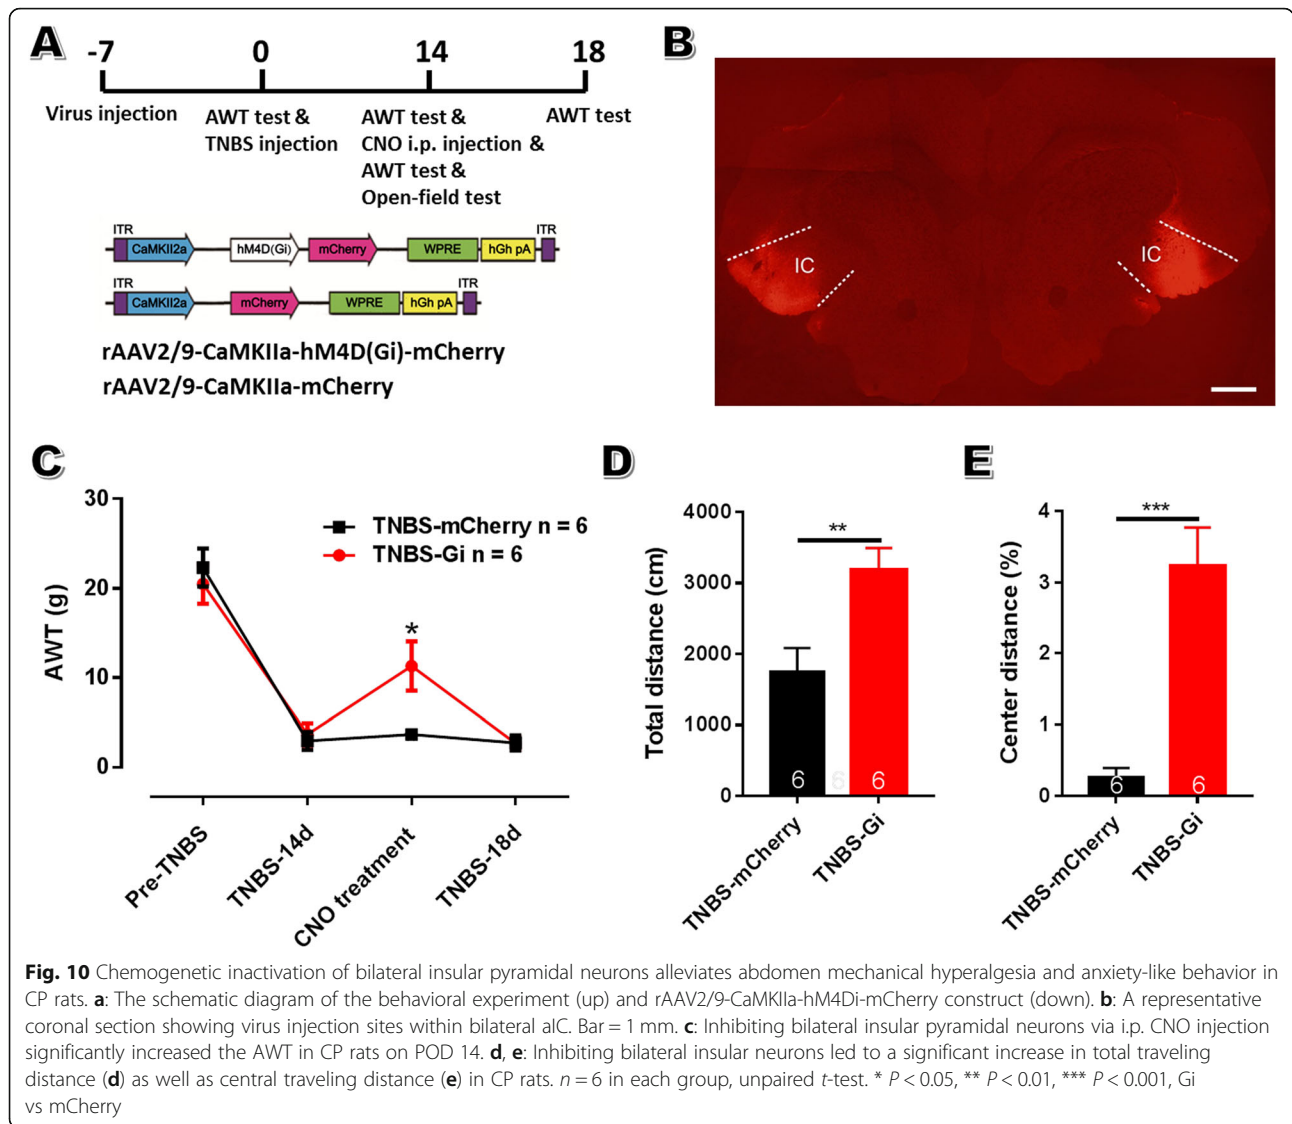 A
-7 0 14 18
Virus injection
AWT test &
TNBS injection
AWT test &
CNO i.p. injection &
AWT test &
Open-field test
AWT test
ITR CaMKII2a hM4D(Gi) mCherry WPRE hGh pA ITR
ITR CaMKII2a mCherry WPRE hGh pA ITR
rAAV2/9-CaMKIIa-hM4D(Gi)-mCherry
rAAV2/9-CaMKIIa-mCherry
B
IC IC
C
AWT (g)
30
20
10
0
TNBS-mCherry n = 6
TNBS-Gi n = 6
*
Pre-TNBS
TNBS-14d
CNO treatment
TNBS-18d
D
Total distance (cm)
4000
3000
2000
1000
0
**
6 6 6
TNBS-mCherry
TNBS-Gi
E
Center distance (%)
4
3
2
1
0
***
6 6
TNBS-mCherry
TNBS-Gi
Fig. 10 Chemogenetic inactivation of bilateral insular pyramidal neurons alleviates abdomen mechanical hyperalgesia and anxiety-like behavior in
CP rats. a: The schematic diagram of the behavioral experiment (up) and rAAV2/9-CaMKIIa-hM4Di-mCherry construct (down). b: A representative
coronal section showing virus injection sites within bilateral aIC. Bar = 1 mm. c: Inhibiting bilateral insular pyramidal neurons via i.p. CNO injection
significantly increased the AWT in CP rats on POD 14. d, e: Inhibiting bilateral insular neurons led to a significant increase in total traveling
distance (d) as well as central traveling distance (e) in CP rats. n = 6 in each group, unpaired t-test. * P < 0.05, ** P < 0.01, *** P < 0.001, Gi
vs mCherry